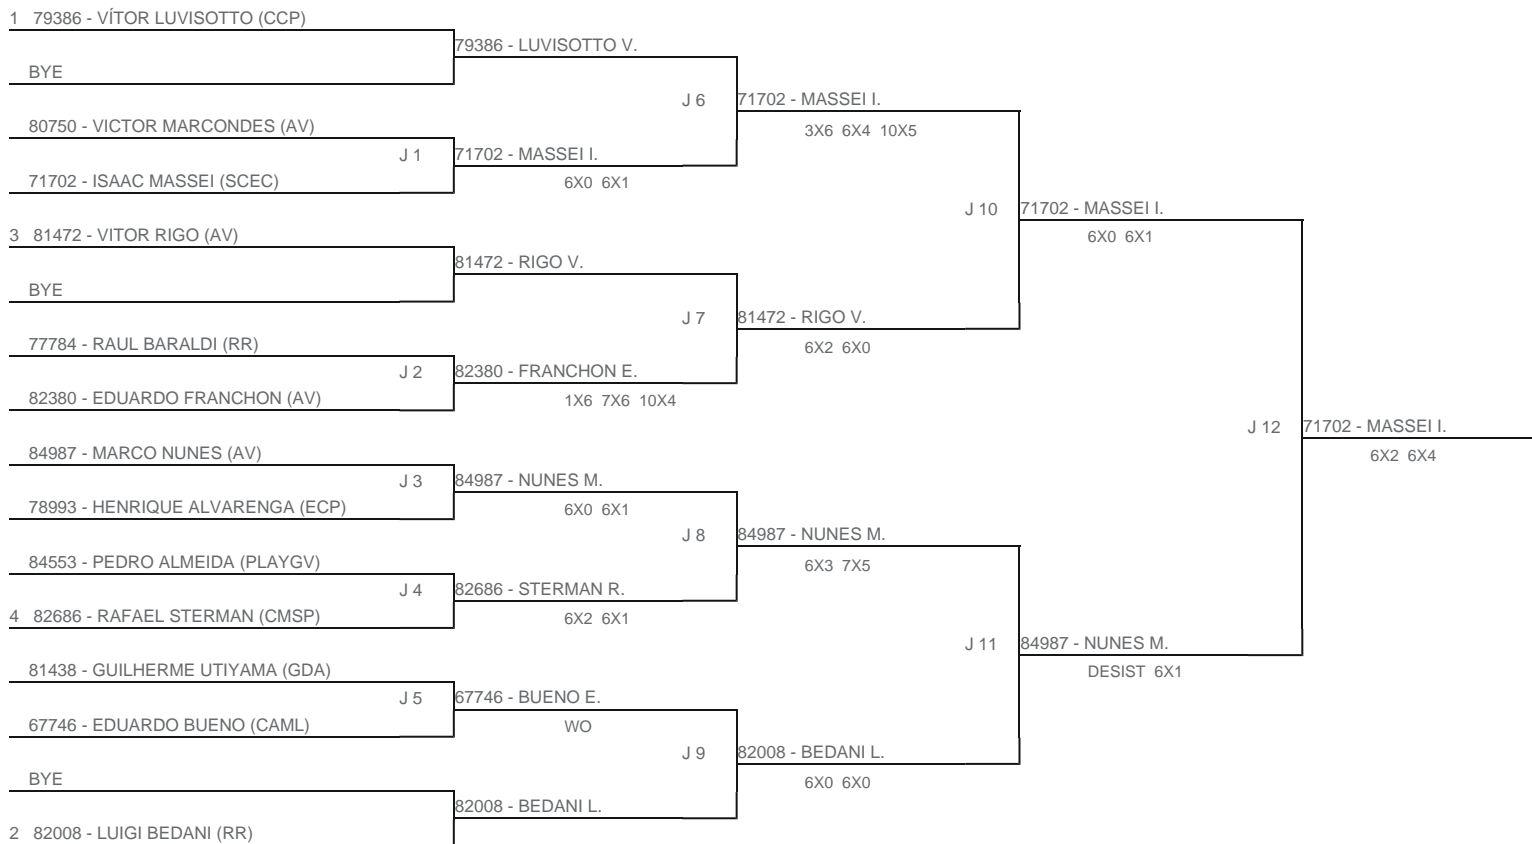 1 79386 - VÍTOR LUVISOTTO (CCP)
79386 - LUVISOTTO V.
BYE
J 6
71702 - MASSEI I.
80750 - VICTOR MARCONDES (AV)
3X6 6X4 10X5
J 1
71702 - MASSEI I.
71702 - ISAAC MASSEI (SCEC)
6X0 6X1
J 10
71702 - MASSEI I.
3 81472 - VITOR RIGO (AV)
6X0 6X1
81472 - RIGO V.
BYE
J 7
81472 - RIGO V.
77784 - RAUL BARALDI (RR)
6X2 6X0
J 2
82380 - FRANCHON E.
82380 - EDUARDO FRANCHON (AV)
1X6 7X6 10X4
J 12
71702 - MASSEI I.
84987 - MARCO NUNES (AV)
6X2 6X4
J 3
84987 - NUNES M.
78993 - HENRIQUE ALVARENGA (ECP)
6X0 6X1
J 8
84987 - NUNES M.
84553 - PEDRO ALMEIDA (PLAYGV)
6X3 7X5
J 4
82686 - STERMAN R.
4 82686 - RAFAEL STERMAN (CMSP)
6X2 6X1
J 11
84987 - NUNES M.
81438 - GUILHERME UTIYAMA (GDA)
DESIST 6X1
J 5
67746 - BUENO E.
67746 - EDUARDO BUENO (CAML)
WO
J 9
82008 - BEDANI L.
BYE
6X0 6X0
82008 - BEDANI L.
2 82008 - LUIGI BEDANI (RR)